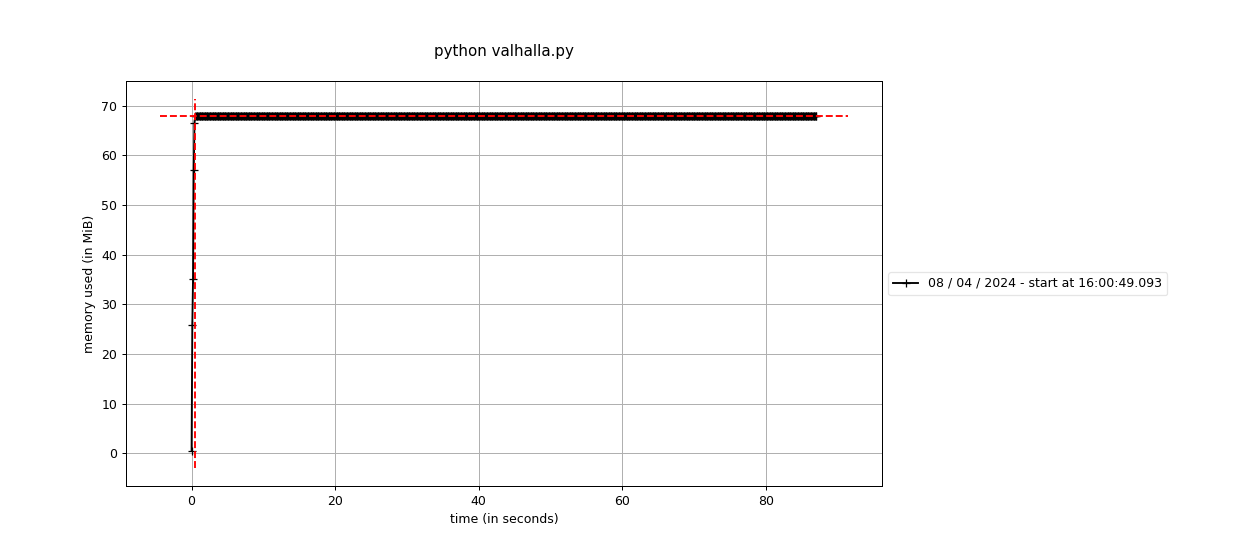 python valhalla.py
70
60
50
40
30
20
10
0
memory used (in MiB)
0 20 40 60 80
time (in seconds)
08 / 04 / 2024 - start at 16:00:49.093